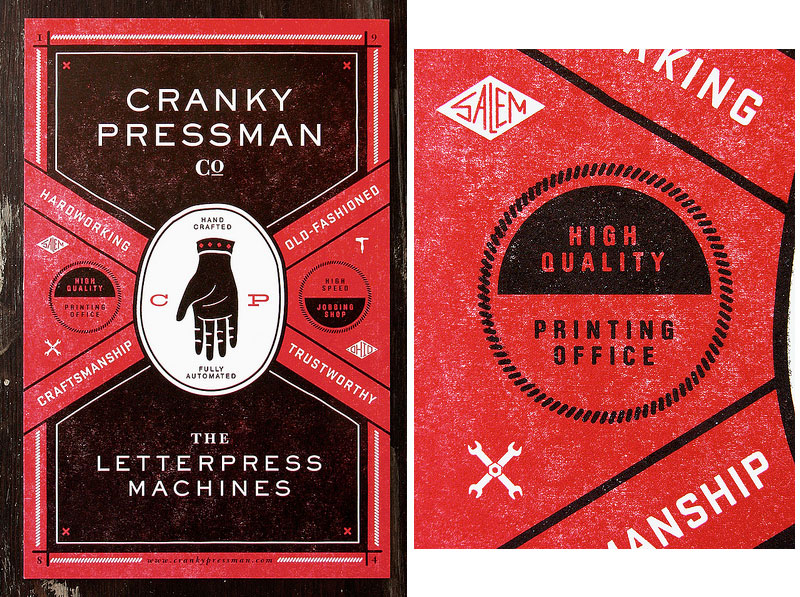 1 9
CRANKY
PRESSMAN
CO
HARDWORKING
OLD-FASHIONED
HAND
CRAFTED
SALEM
HIGH
QUALITY
PRINTING
OFFICE
C P
HIGH
SPEED
JOBBING
SHOP
OHIO
FULLY
AUTOMATED
CRAFTSMANSHIP
TRUSTWORTHY
THE
LETTERPRESS
MACHINES
8 4
www.crankypressman.com
RKING
SALEM
HIGH
QUALITY
PRINTING
OFFICE
MANSHIP